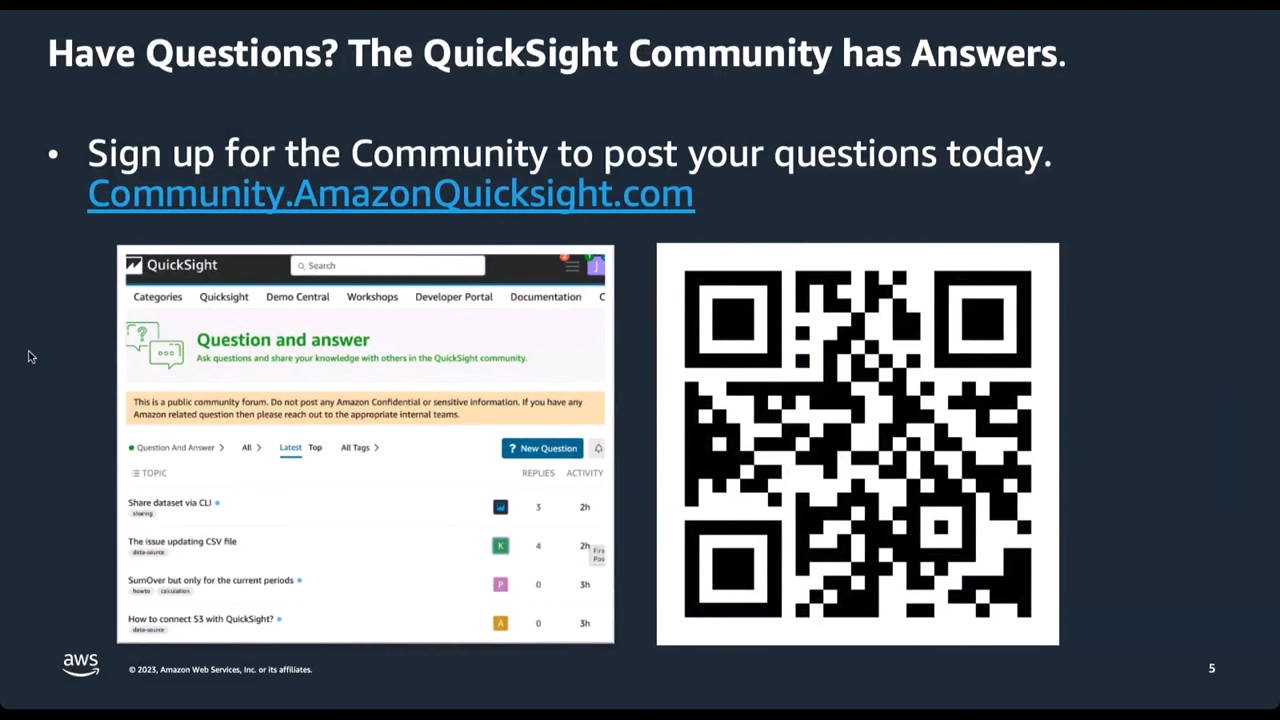 Have Questions? The QuickSight Community has Answers.
• Sign up for the Community to post your questions today.
Community.AmazonQuicksight.com
QuickSight
Search
J
Categories Quicksight Demo Central Workshops Developer Portal Documentation C
Question and answer
Ask questions and share your knowledge with others in the QuickSight community.
This is a public community forum. Do not post any Amazon Confidential or sensitive information. If you have any
Amazon related question then please reach out to the appropriate internal teams.
Question And Answer > All > Latest Top All Tags > ? New Question
TOPIC REPLIES ACTIVITY
Share dataset via CLI 3 2h
sharing
The issue updating CSV file K 4 2h
data-source
SumOver but only for the current periods P 0 3h
howto calculation
How to connect S3 with QuickSight? A 0 3h
data-source
aws © 2023, Amazon Web Services, Inc. or its affiliates. 5